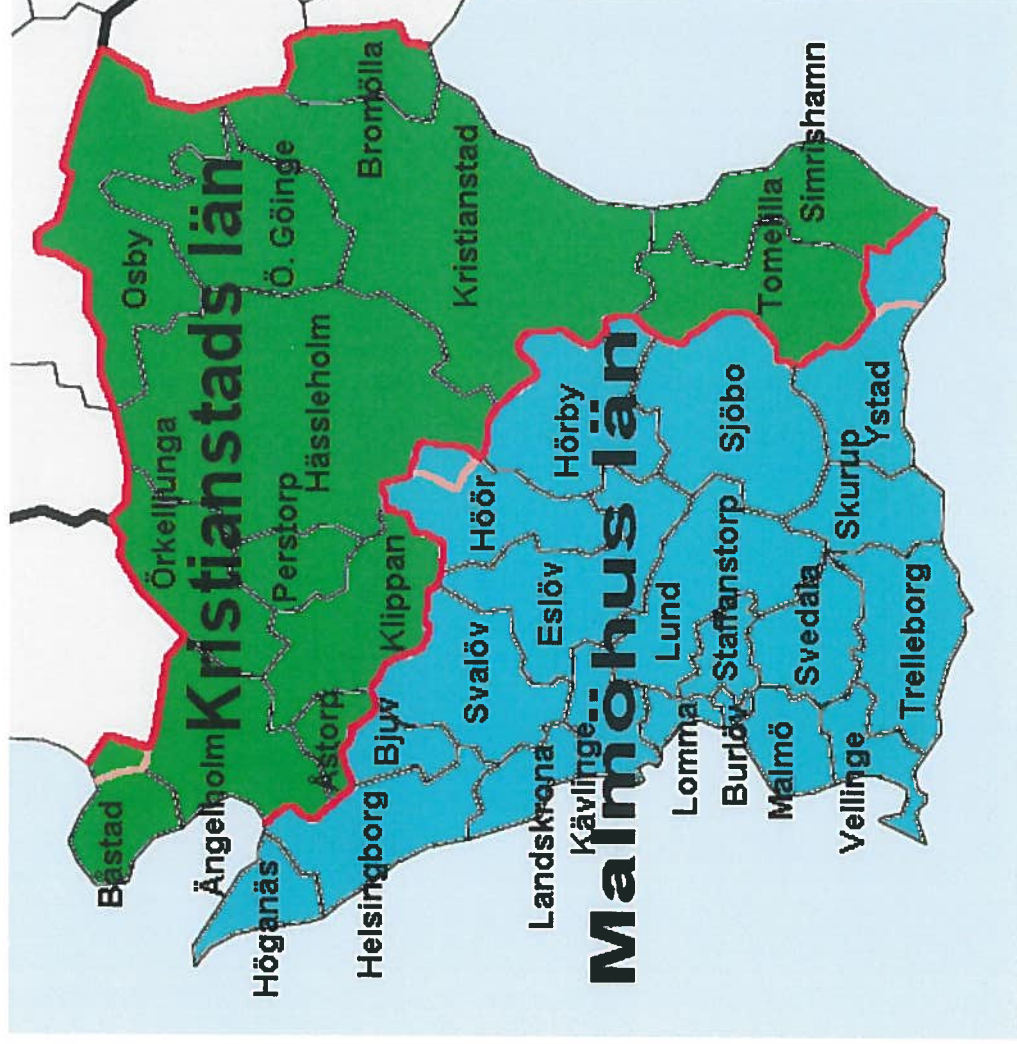 Båstad
Osby
Örkelljunga
Ängelholm
Kristianstads län
Höganäs
Perstorp
Ö. Göinge
Hässleholm
Åstorp
Bromölla
Helsingborg
Bjuv
Klippan
Kristianstad
Svalöv
Höör
Landskrona
Eslöv
Hörby
Kävlinge
Malmöhus län
Lund
Lomma
Staffanstorp
Sjöbo
Burlöv
Tomelilla
Malmö
Svedala
Simrishamn
Skurup
Vellinge
Ystad
Trelleborg